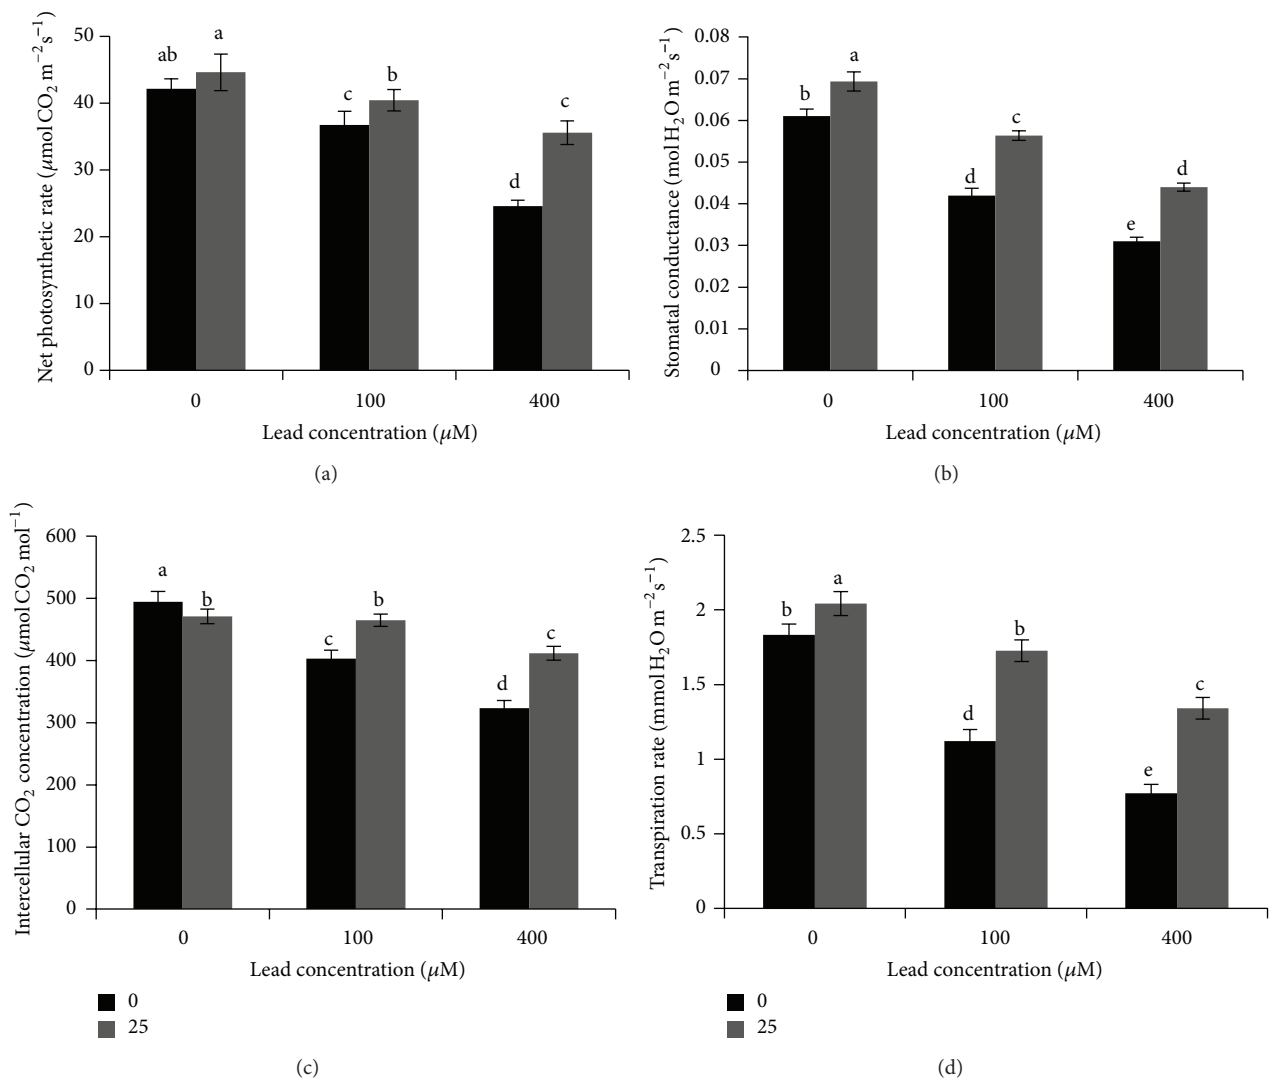 Net photosynthetic rate (μmol CO₂ m⁻² s⁻¹)
50
40
30
20
10
0
ab
a
c
b
d
c
0
100
400
Lead concentration (μM)
(a)
Stomatal conductance (mol H₂O m⁻² s⁻¹)
0.08
0.07
0.06
0.05
0.04
0.03
0.02
0.01
0
b
a
d
c
e
d
0
100
400
Lead concentration (μM)
(b)
Intercellular CO₂ concentration (μmol CO₂ mol⁻¹)
600
500
400
300
200
100
0
a
b
c
b
d
c
0
100
400
Lead concentration (μM)
0
25
(c)
Transpiration rate (mmol H₂O m⁻² s⁻¹)
2.5
2
1.5
1
0.5
0
b
a
d
b
e
c
0
100
400
Lead concentration (μM)
0
25
(d)